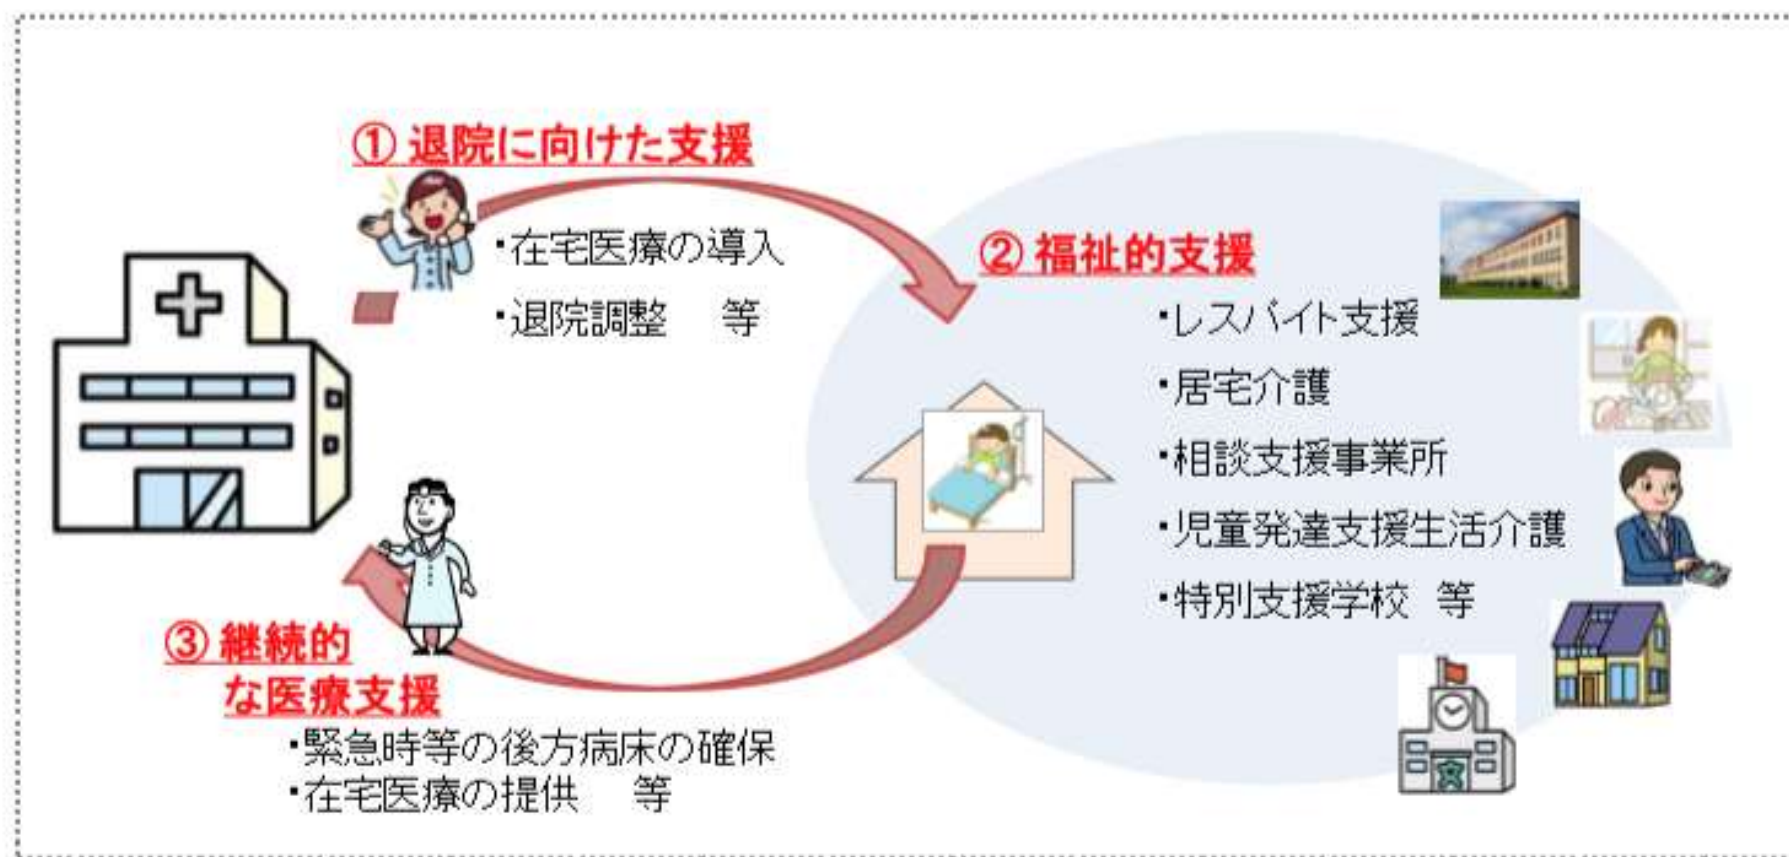 ① 退院に向けた支援
・在宅医療の導入
・退院調整　等
② 福祉的支援
・レスパイト支援
・居宅介護
・相談支援事業所
・児童発達支援生活介護
・特別支援学校　等
③ 継続的
な医療支援
・緊急時等の後方病床の確保
・在宅医療の提供　等